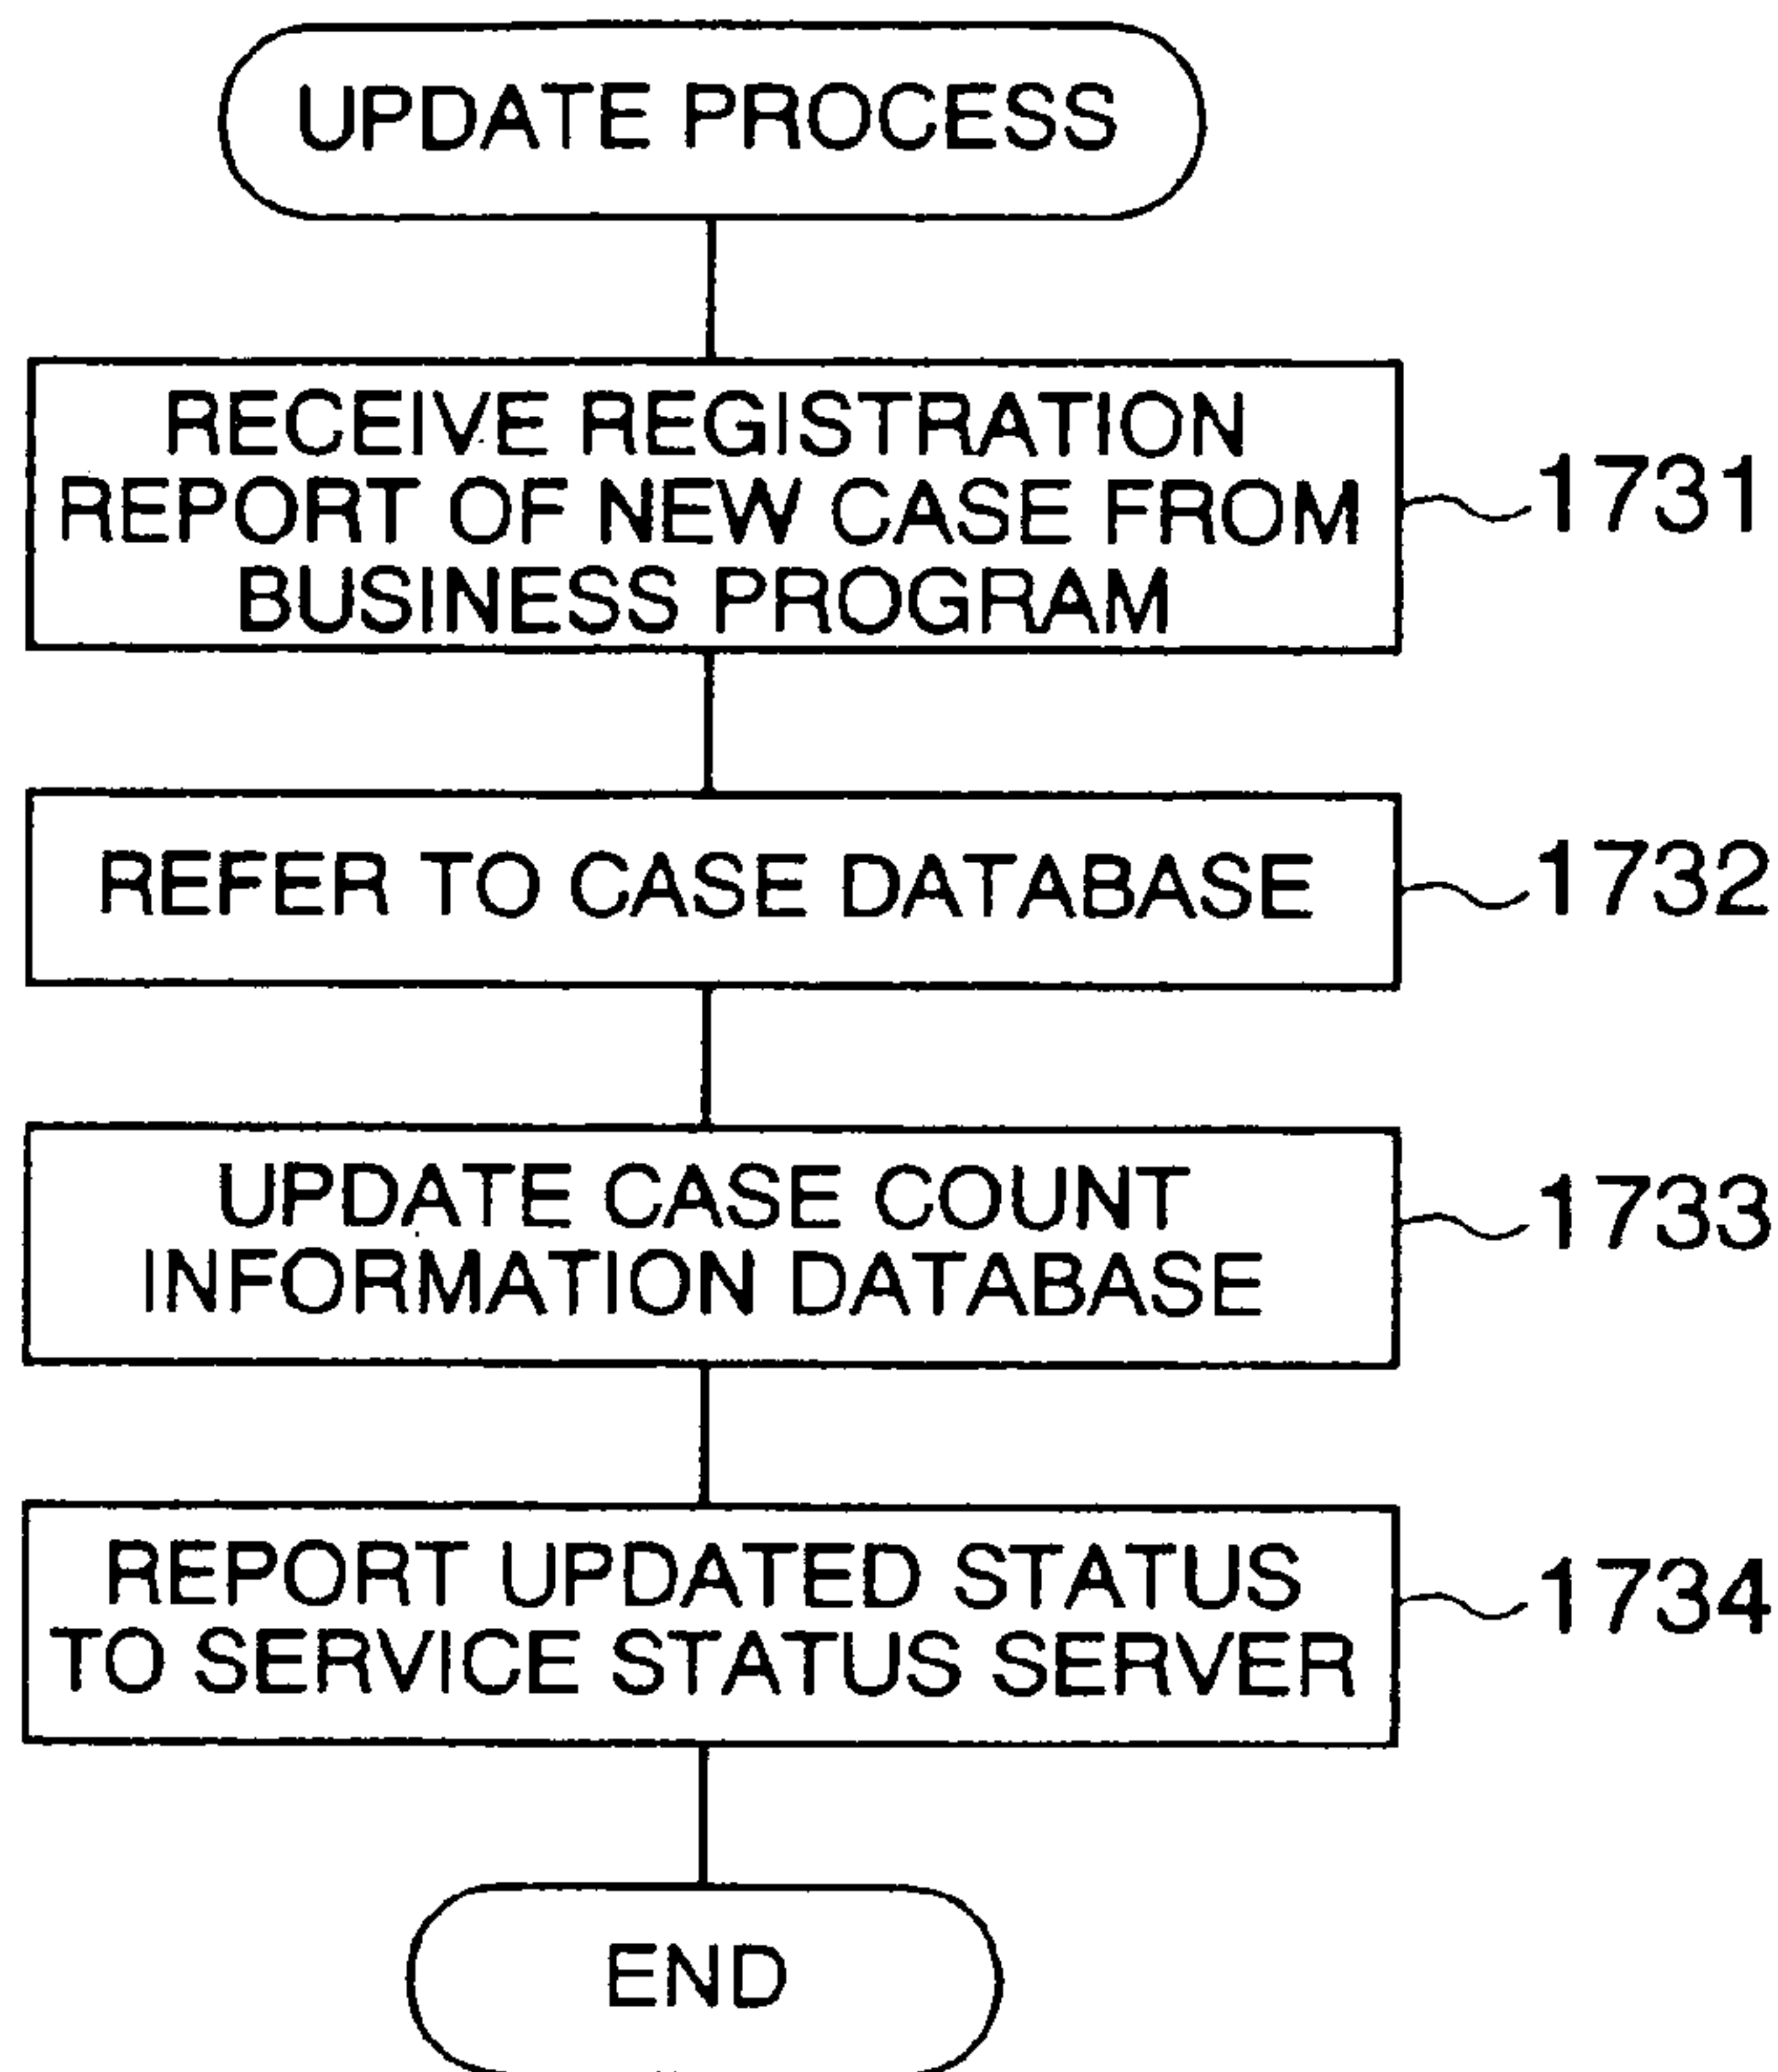 UPDATE PROCESS
RECEIVE REGISTRATION
REPORT OF NEW CASE FROM
BUSINESS PROGRAM
1731
REFER TO CASE DATABASE
1732
UPDATE CASE COUNT
INFORMATION DATABASE
1733
REPORT UPDATED STATUS
TO SERVICE STATUS SERVER
1734
END